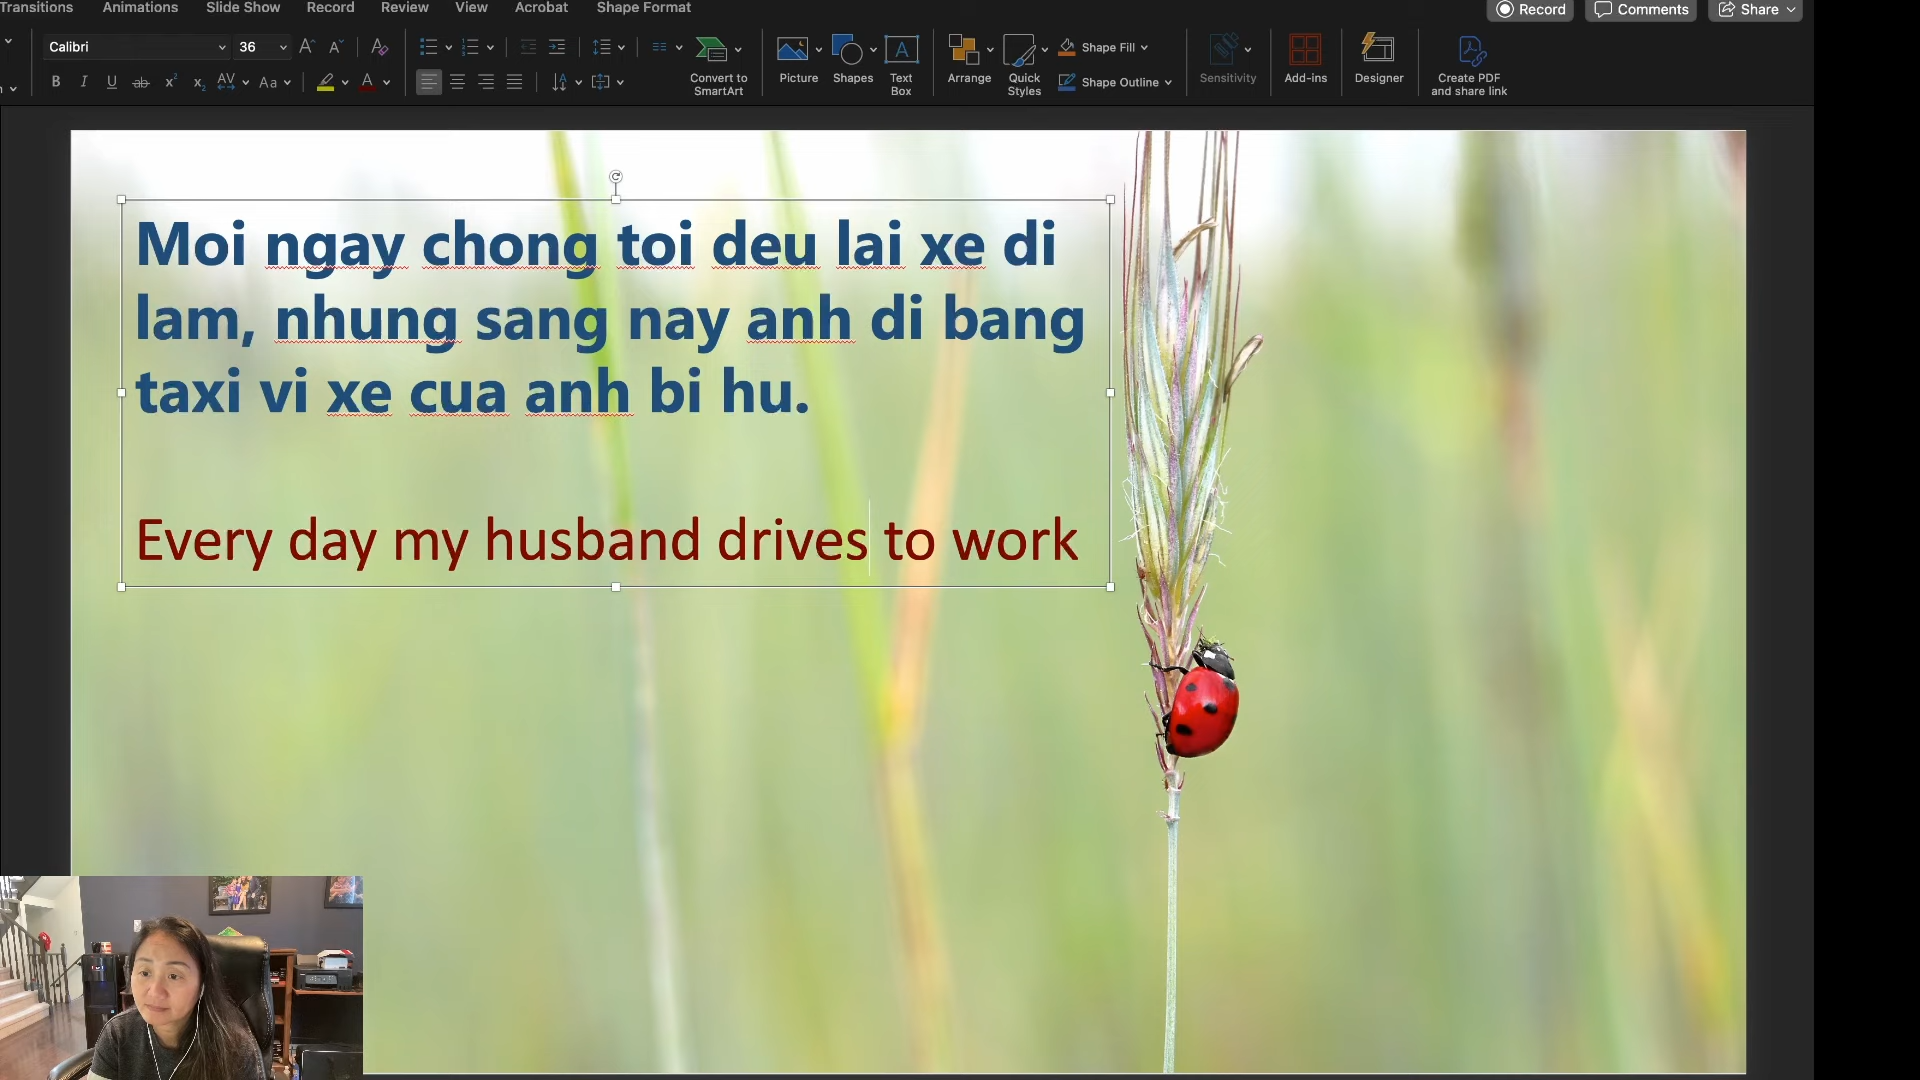 Transitions Animations Slide Show Record Review View Acrobat Shape Format Record Comments Share
Calibri 36 Shape Fill
Convert to SmartArt Picture Shapes Text Box Arrange Quick Styles Shape Outline Sensitivity Add-ins Designer Create PDF and share link
Moi ngay chong toi deu lai xe di
lam, nhung sang nay anh di bang
taxi vi xe cua anh bi hu.
Every day my husband drives to work